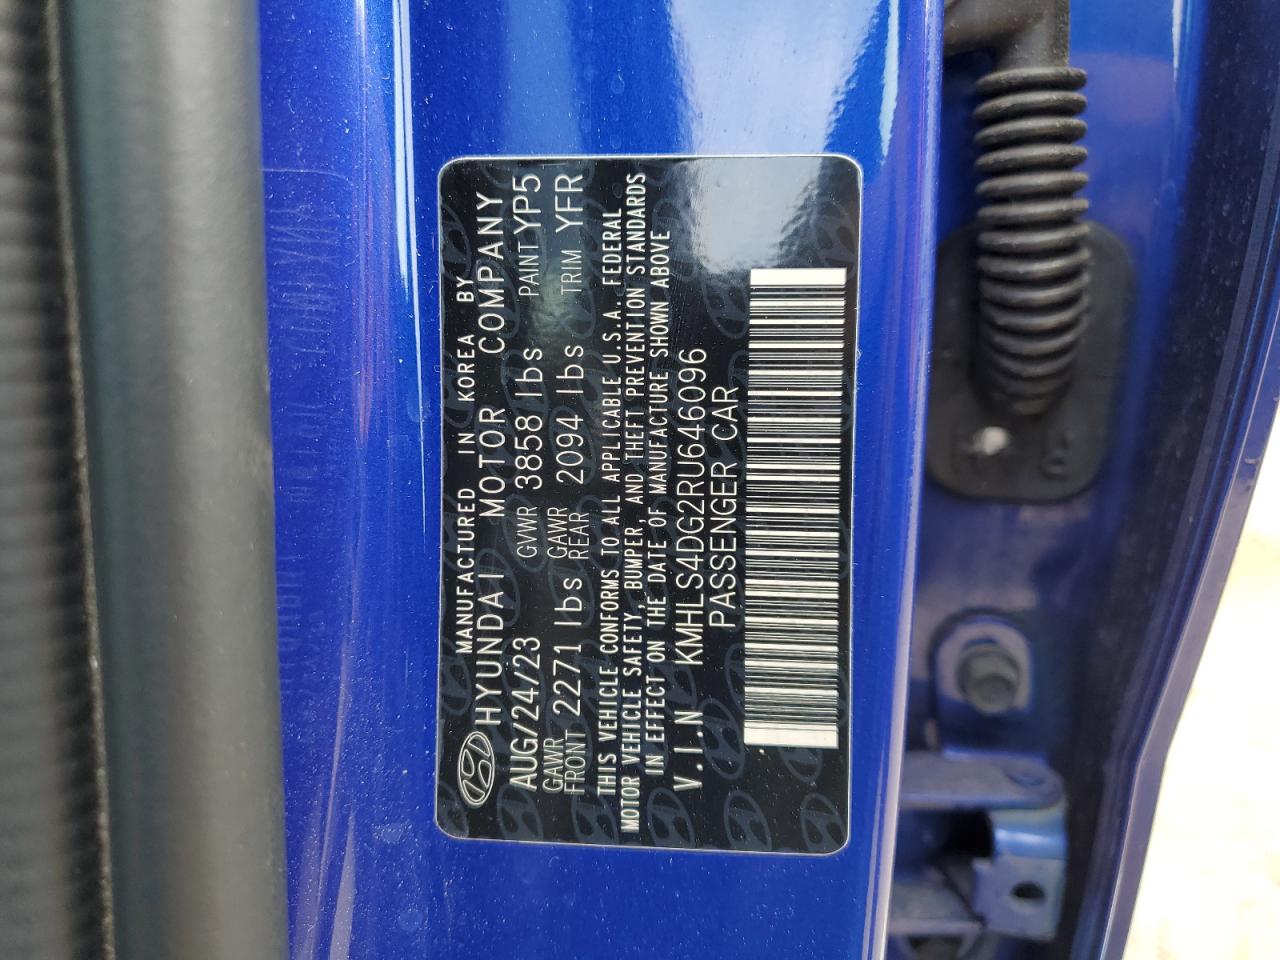 MANUFACTURED IN KOREA BY
HYUNDAI MOTOR COMPANY
AUG/24/23 GVWR 3858 lbs PAINT YP5
GAWR FRONT 2271 lbs GAWR REAR 2094 lbs TRIM YFR
THIS VEHICLE CONFORMS TO ALL APPLICABLE U.S.A. FEDERAL
MOTOR VEHICLE SAFETY, BUMPER, AND THEFT PREVENTION STANDARDS
IN EFFECT ON THE DATE OF MANUFACTURE SHOWN ABOVE
V.I.N KMHLS4DG2RU646096
PASSENGER CAR